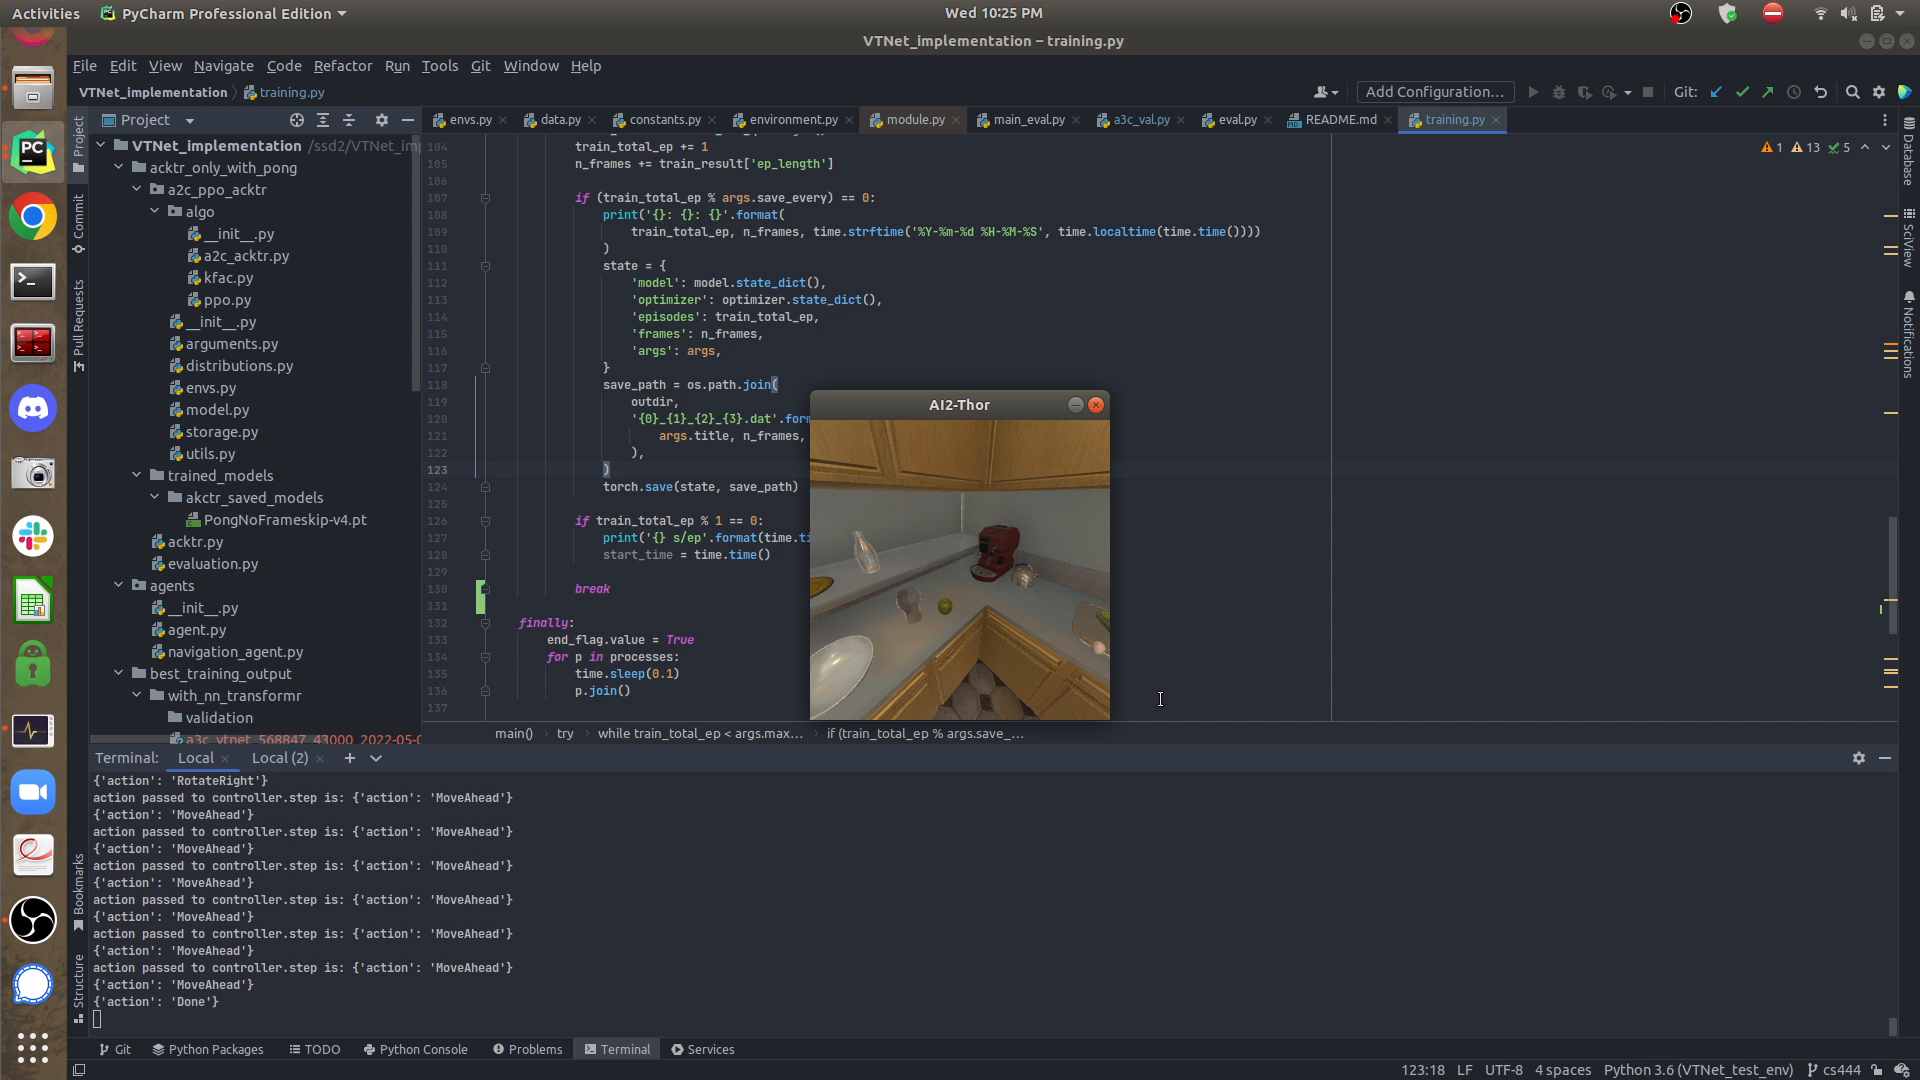 Activities
PyCharm Professional Edition
Wed 10:25 PM
VTNet_implementation – training.py
File Edit View Navigate Code Refactor Run Tools Git Window Help
VTNet_implementation
training.py
Add Configuration...
Git:
Project
envs.py
data.py
constants.py
environment.py
module.py
main_eval.py
a3c_val.py
eval.py
README.md
training.py
Project
Commit
Pull Requests
Bookmarks
Structure
VTNet_implementation /ssd2/VTNet_im
acktr_only_with_pong
a2c_ppo_acktr
algo
__init__.py
a2c_acktr.py
kfac.py
ppo.py
__init__.py
arguments.py
distributions.py
envs.py
model.py
storage.py
utils.py
trained_models
akctr_saved_models
PongNoFrameskip-v4.pt
acktr.py
evaluation.py
agents
__init__.py
agent.py
navigation_agent.py
best_training_output
with_nn_transformr
validation
a3c_vtnet_568847_43000_2022-05-0
1 13 5
104 train_total_ep += 1
105 n_frames += train_result['ep_length']
106
107 if (train_total_ep % args.save_every) == 0:
108 print('{}: {}: {}'.format(
109 train_total_ep, n_frames, time.strftime('%Y-%m-%d %H-%M-%S', time.localtime(time.time())))
110 )
111 state = {
112 'model': model.state_dict(),
113 'optimizer': optimizer.state_dict(),
114 'episodes': train_total_ep,
115 'frames': n_frames,
116 'args': args,
117 }
118 save_path = os.path.join(
119 outdir,
120 '{0}_{1}_{2}_{3}.dat'.form
121 args.title, n_frames,
122 ),
123 )
124 torch.save(state, save_path)
125
126 if train_total_ep % 1 == 0:
127 print('{} s/ep'.format(time.ti
128 start_time = time.time()
129
130 break
131
132 finally:
133 end_flag.value = True
134 for p in processes:
135 time.sleep(0.1)
136 p.join()
137
AI2-Thor
Database
SciView
Notifications
main() try while train_total_ep < args.max... if (train_total_ep % args.save_...
Terminal: Local Local (2)
{'action': 'RotateRight'}
action passed to controller.step is: {'action': 'MoveAhead'}
{'action': 'MoveAhead'}
action passed to controller.step is: {'action': 'MoveAhead'}
{'action': 'MoveAhead'}
action passed to controller.step is: {'action': 'MoveAhead'}
{'action': 'MoveAhead'}
action passed to controller.step is: {'action': 'MoveAhead'}
{'action': 'MoveAhead'}
action passed to controller.step is: {'action': 'MoveAhead'}
{'action': 'MoveAhead'}
action passed to controller.step is: {'action': 'MoveAhead'}
{'action': 'MoveAhead'}
{'action': 'Done'}
Git Python Packages TODO Python Console Problems Terminal Services
123:18 LF UTF-8 4 spaces Python 3.6 (VTNet_test_env) cs444